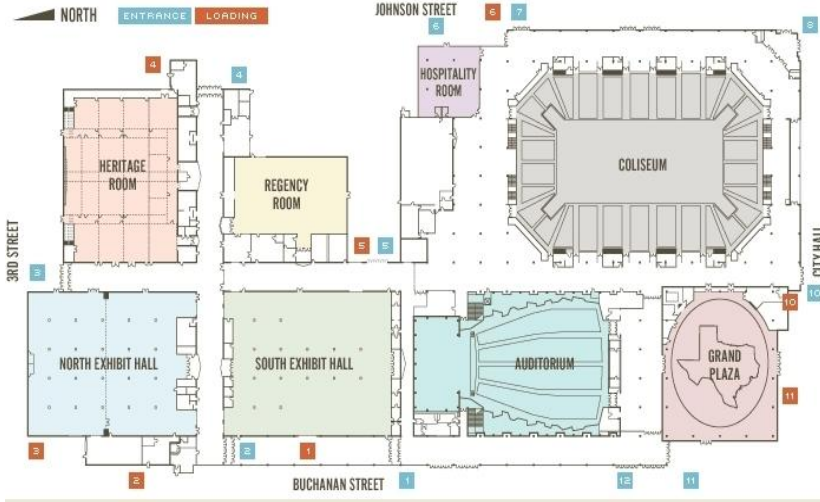 JOHNSON STREET
NORTH
ENTRANCE
LOADING
6
7
6
8
4
4
HOSPITALITY
ROOM
HERITAGE
ROOM
REGENCY
ROOM
COLISEUM
3RD STREET
CITY HALL
5
5
3
10
10
NORTH EXHIBIT HALL
SOUTH EXHIBIT HALL
AUDITORIUM
GRAND
PLAZA
11
3
2
1
2
1
12
11
BUCHANAN STREET